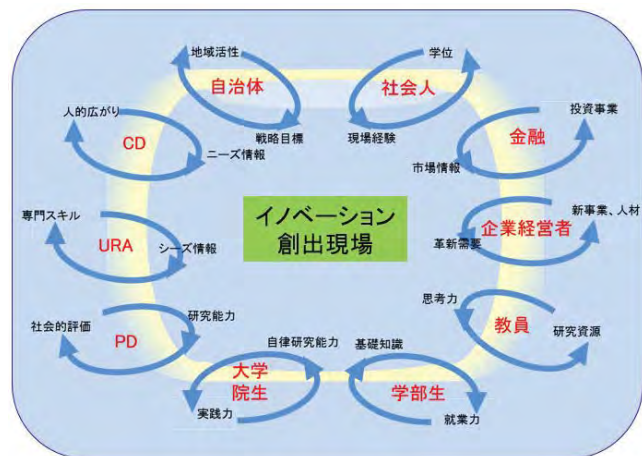 地域活性
学位
自治体
社会人
人的広がり
戦略目標
現場経験
投資事業
CD
ニーズ情報
市場情報
金融
専門スキル
イノベーション
創出現場
新事業、人材
URA
シーズ情報
革新需要
企業経営者
社会的評価
研究能力
思考力
教員
PD
自律研究能力
基礎知識
研究資源
大学
院生
学部生
実践力
就業力